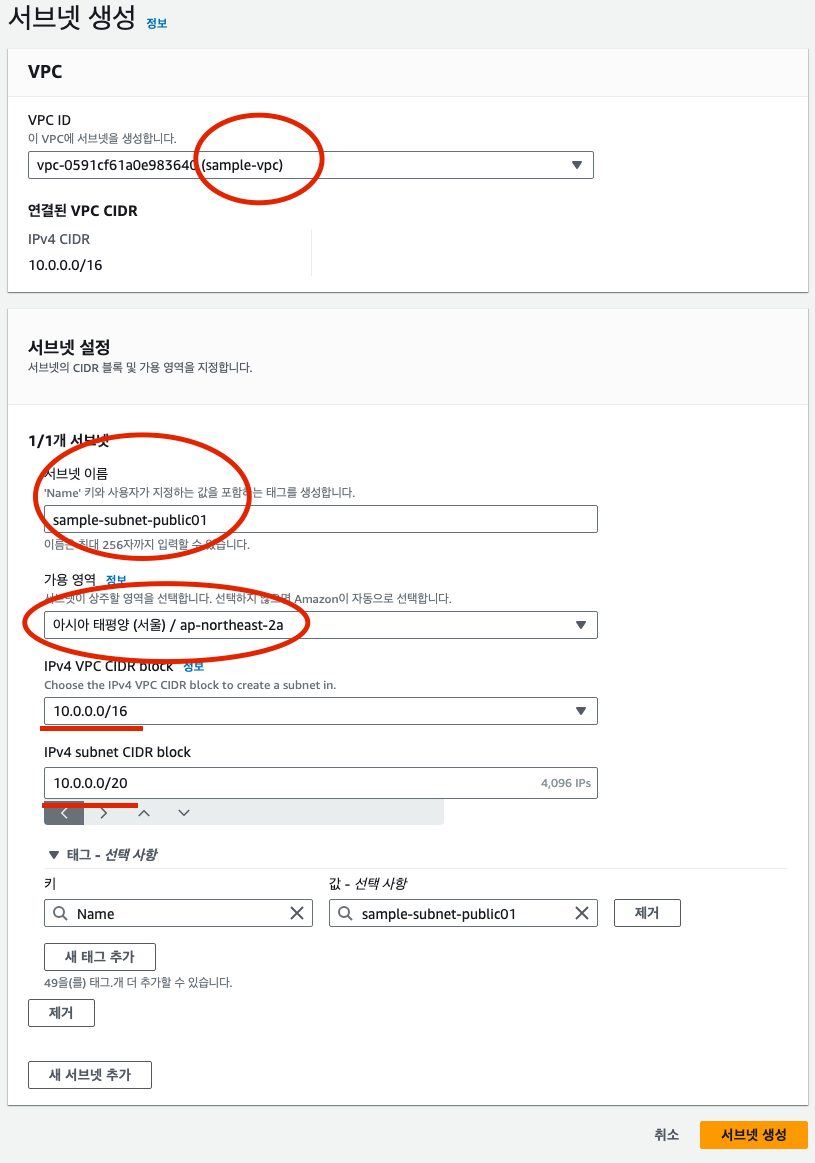 서브넷 생성 정보
VPC
VPC ID
이 VPC에 서브넷을 생성합니다.
vpc-0591cf61a0e983640 (sample-vpc)
연결된 VPC CIDR
IPv4 CIDR
10.0.0.0/16
서브넷 설정
서브넷의 CIDR 블록 및 가용 영역을 지정합니다.
1/1개 서브넷
서브넷 이름
'Name' 키와 사용자가 지정하는 값을 포함하는 태그를 생성합니다.
sample-subnet-public01
이름은 최대 256자까지 입력할 수 있습니다.
가용 영역 정보
서브넷이 상주할 영역을 선택합니다. 선택하지 않으면 Amazon이 자동으로 선택합니다.
아시아 태평양 (서울) / ap-northeast-2a
IPv4 VPC CIDR block 정보
Choose the IPv4 VPC CIDR block to create a subnet in.
10.0.0.0/16
IPv4 subnet CIDR block
10.0.0.0/20 4,096 IPs
태그 - 선택 사항
키 값 - 선택 사항
Name sample-subnet-public01 제거
새 태그 추가
49을(를) 태그.개 더 추가할 수 있습니다.
제거
새 서브넷 추가
취소 서브넷 생성